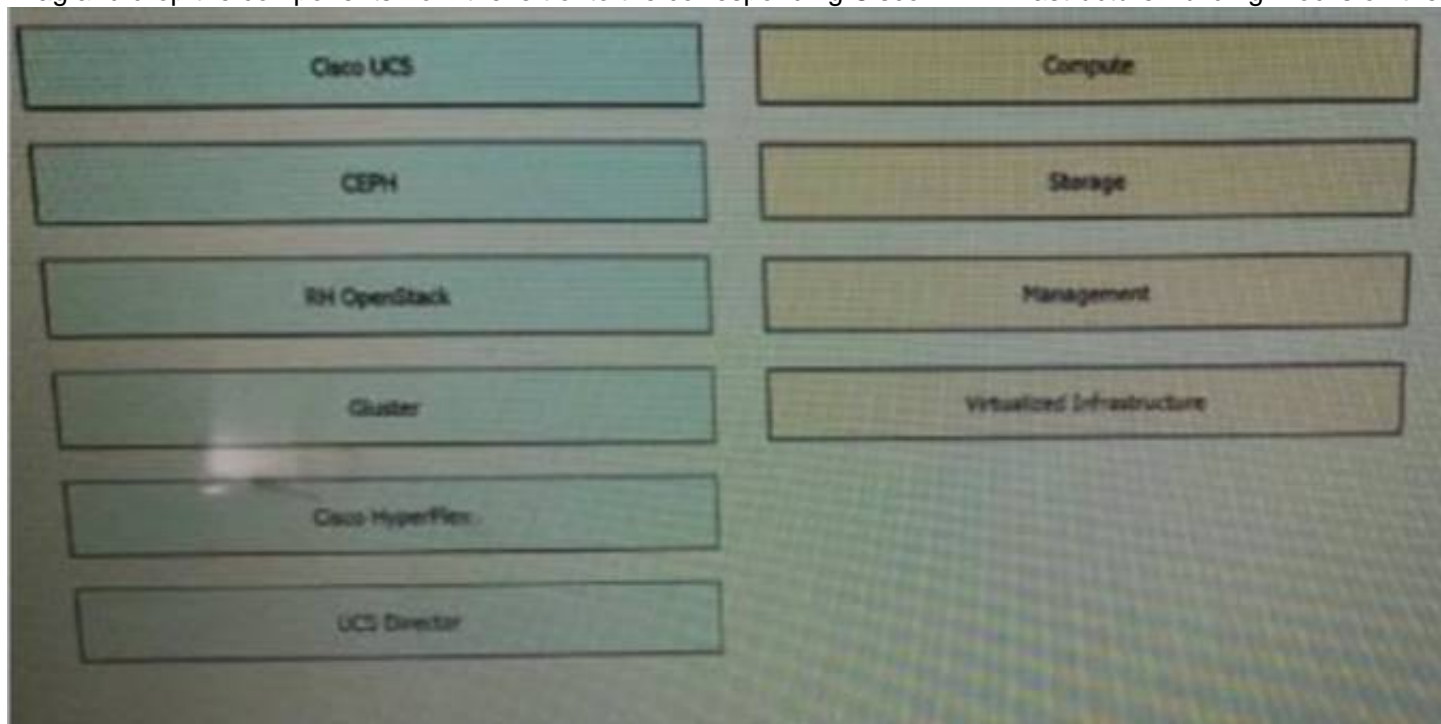 Cisco UCS
Compute
CEPH
Storage
RH OpenStack
Management
Gluster
Virtualized Infrastructure
Cisco HyperFlex
UCS Director